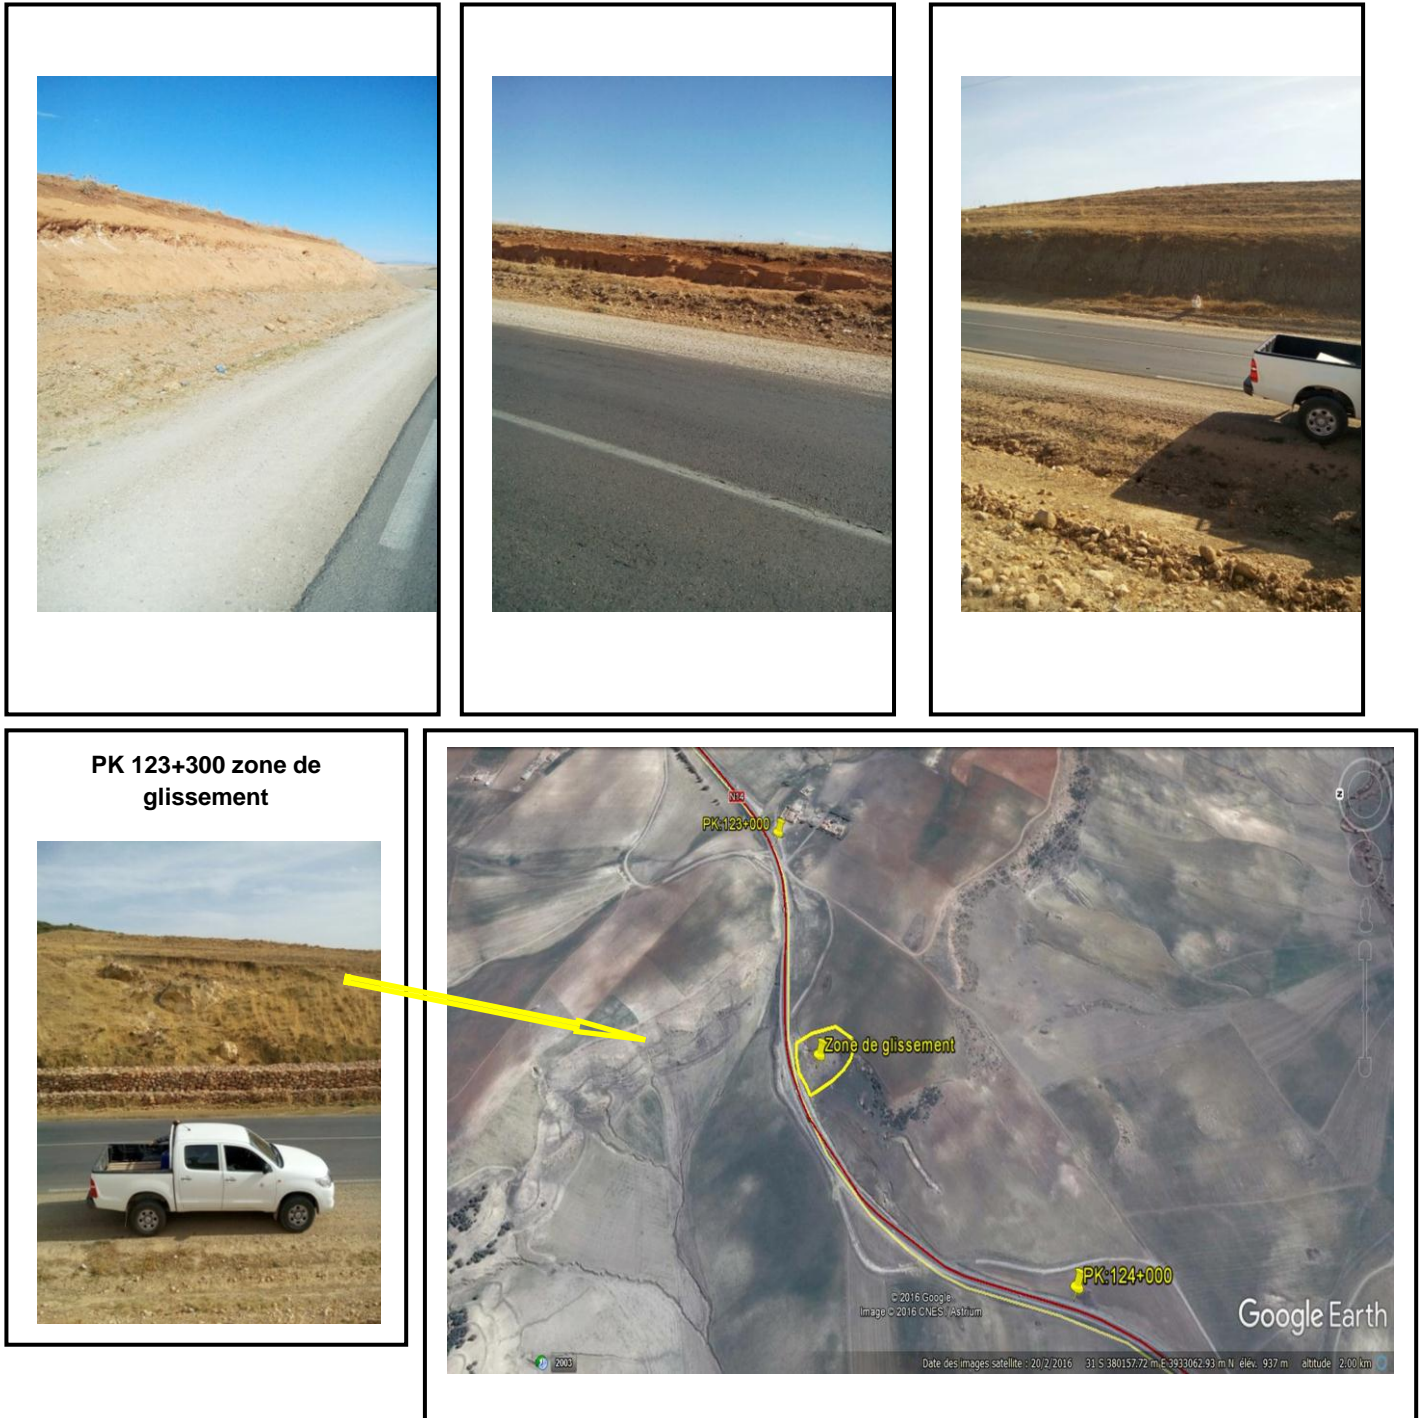 PK 123+300 zone de
glissement
N14
PK:123+000
Zone de glissement
PK:124+000
© 2016 Google
Image © 2016 CNES / Astrium
Google Earth
2003
Date des images satellite : 20/2/2016 31 S 380157.72 m E 3933062.93 m N élév. 937 m altitude 2.00 km